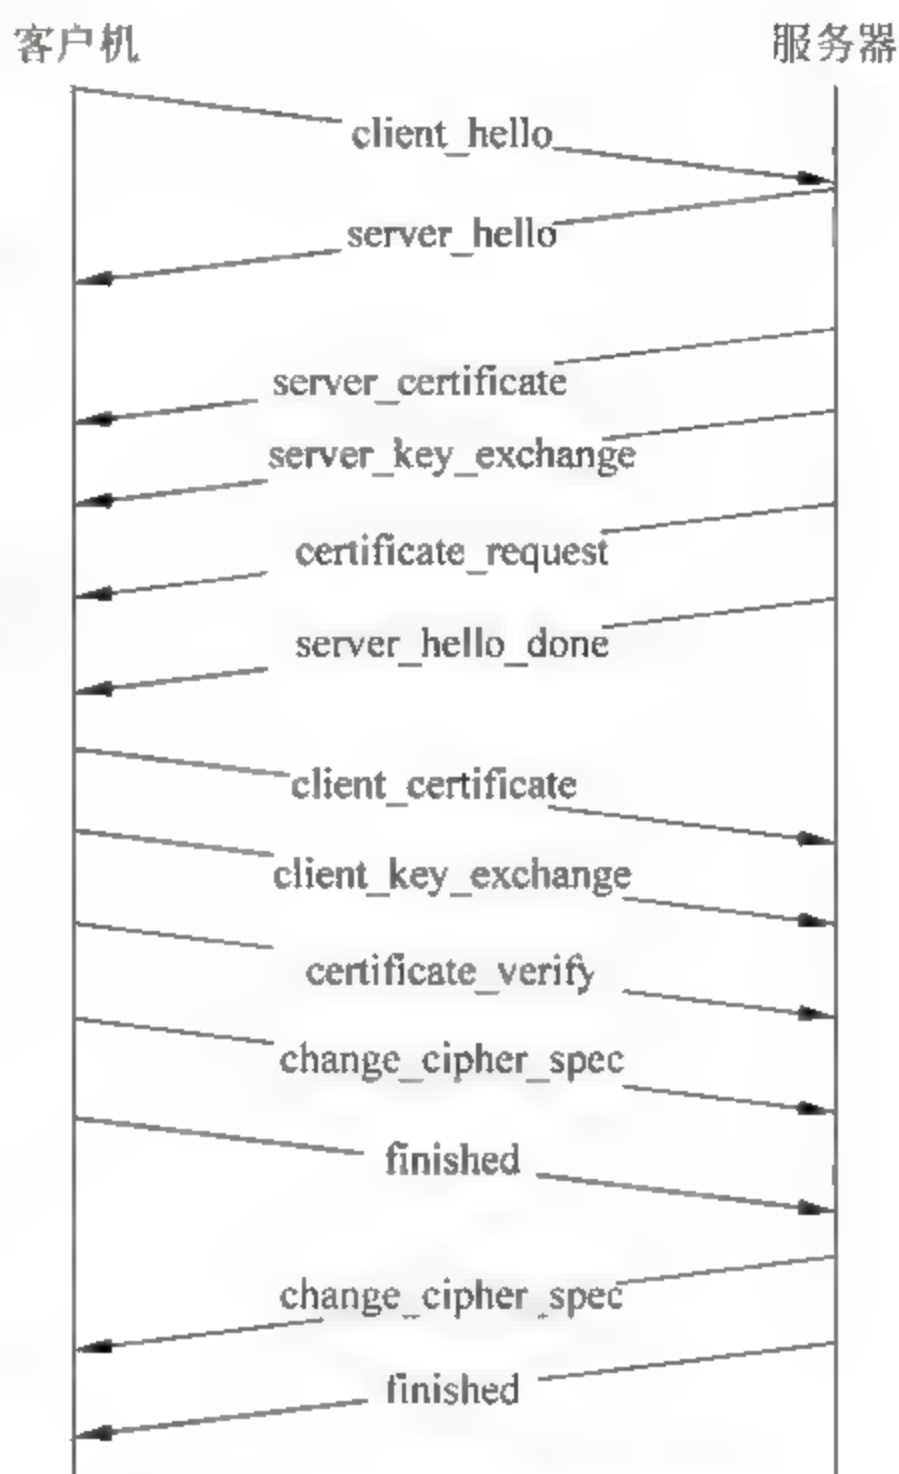 客户机 服务器
client_hello
server_hello
server_certificate
server_key_exchange
certificate_request
server_hello_done
client_certificate
client_key_exchange
certificate_verify
change_cipher_spec
finished
change_cipher_spec
finished